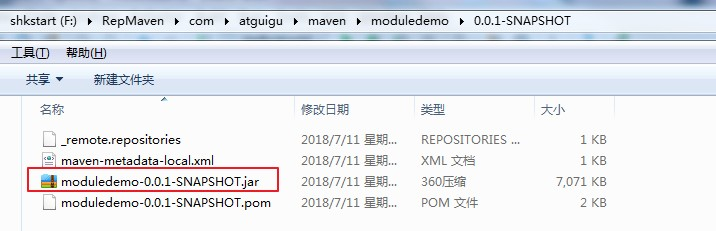 shkstart (F:) ▸ RepMaven ▸ com ▸ atguigu ▸ maven ▸ moduledemo ▸ 0.0.1-SNAPSHOT
工具(T) 帮助(H)
共享 新建文件夹
名称 修改日期 类型 大小
_remote.repositories 2018/7/11 星期... REPOSITORIES ... 1 KB
maven-metadata-local.xml 2018/7/11 星期... XML 文档 1 KB
moduledemo-0.0.1-SNAPSHOT.jar 2018/7/11 星期... 360压缩 7,071 KB
moduledemo-0.0.1-SNAPSHOT.pom 2018/7/11 星期... POM 文件 2 KB